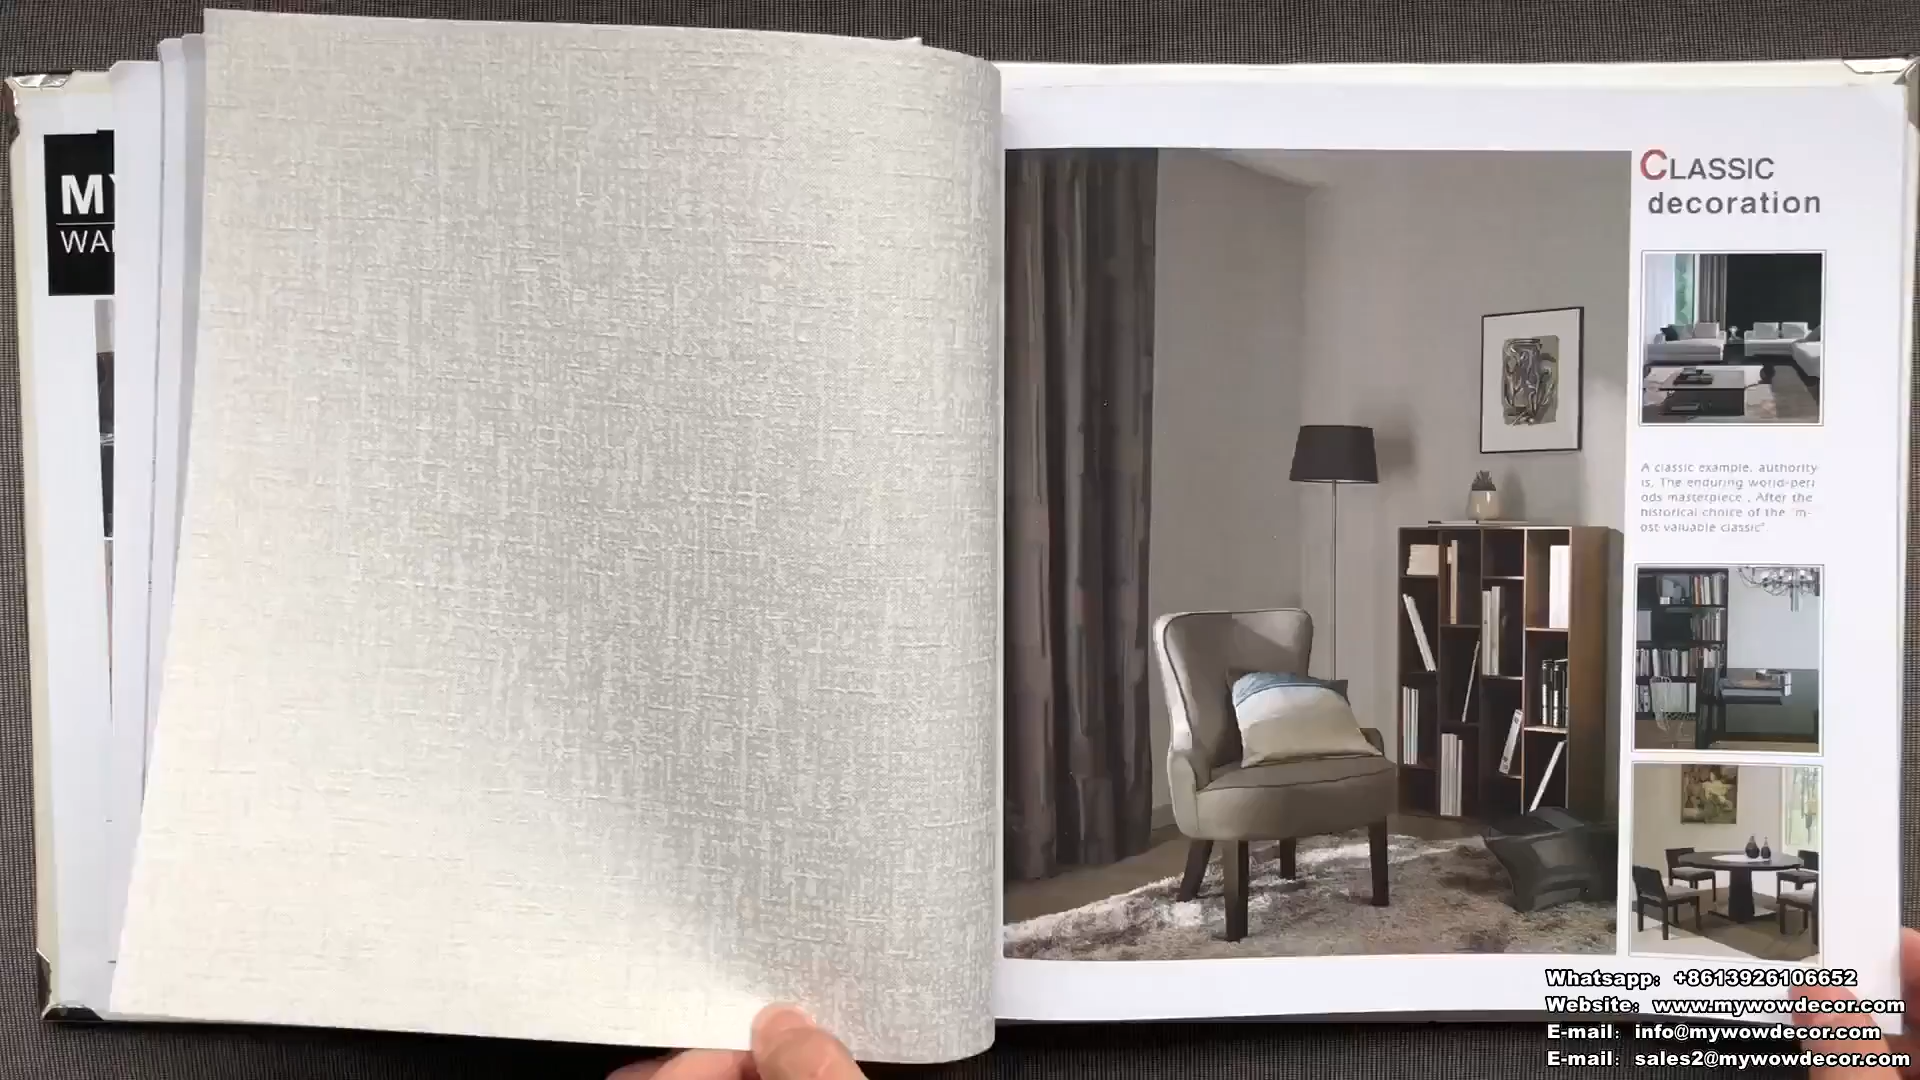 MY
WAL
CLASSIC
decoration
A classic example, authority
is. The enduring world-peri
ods masterpiece , After the
historical choice of the "m-
ost valuable classic"
Whatsapp：+8613926106652
Website：www.mywowdecor.com
E-mail：info@mywowdecor.com
E-mail：sales2@mywowdecor.com